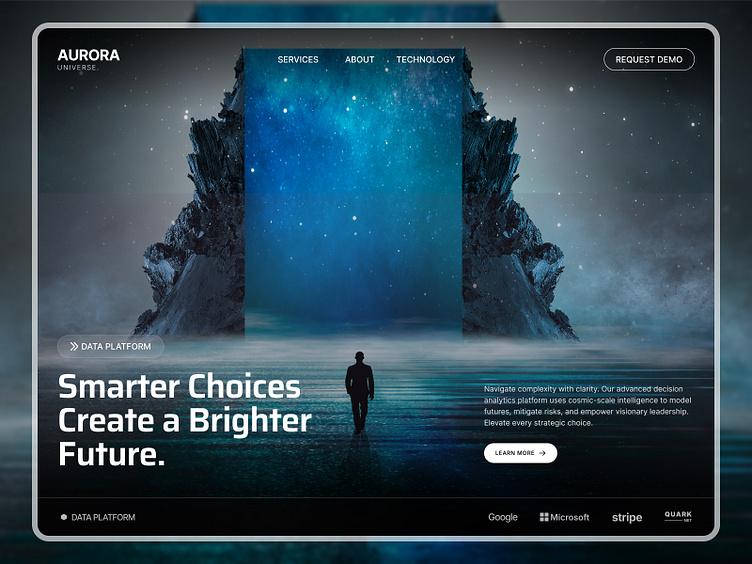 AURORA
UNIVERSE.
SERVICES ABOUT TECHNOLOGY
REQUEST DEMO
DATA PLATFORM
Smarter Choices
Create a Brighter
Future.
Navigate complexity with clarity. Our advanced decision
analytics platform uses cosmic-scale intelligence to model
futures, mitigate risks, and empower visionary leadership.
Elevate every strategic choice.
LEARN MORE
DATA PLATFORM
Google
Microsoft
stripe
QUARK
NET